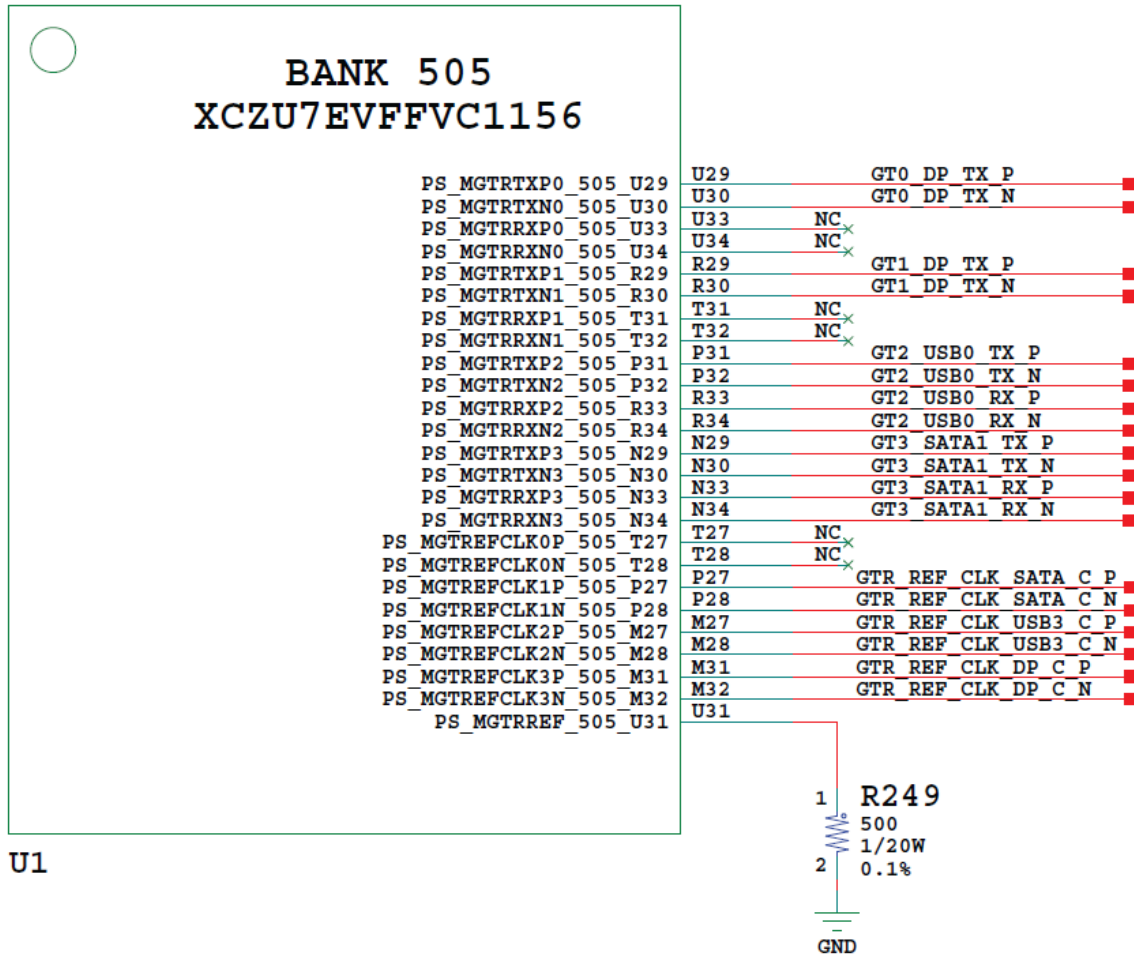 BANK 505
XCZU7EVFFVC1156
PS_MGTRTXP0_505_U29 U29 GT0_DP_TX_P
PS_MGTRTXN0_505_U30 U30 GT0_DP_TX_N
PS_MGTRRXP0_505_U33 U33 NC
PS_MGTRRXN0_505_U34 U34 NC
PS_MGTRTXP1_505_R29 R29 GT1_DP_TX_P
PS_MGTRTXN1_505_R30 R30 GT1_DP_TX_N
PS_MGTRRXP1_505_T31 T31 NC
PS_MGTRRXN1_505_T32 T32 NC
PS_MGTRTXP2_505_P31 P31 GT2_USB0_TX_P
PS_MGTRTXN2_505_P32 P32 GT2_USB0_TX_N
PS_MGTRRXP2_505_R33 R33 GT2_USB0_RX_P
PS_MGTRRXN2_505_R34 R34 GT2_USB0_RX_N
PS_MGTRTXP3_505_N29 N29 GT3_SATA1_TX_P
PS_MGTRTXN3_505_N30 N30 GT3_SATA1_TX_N
PS_MGTRRXP3_505_N33 N33 GT3_SATA1_RX_P
PS_MGTRRXN3_505_N34 N34 GT3_SATA1_RX_N
PS_MGTREFCLK0P_505_T27 T27 NC
PS_MGTREFCLK0N_505_T28 T28 NC
PS_MGTREFCLK1P_505_P27 P27 GTR_REF_CLK_SATA_C_P
PS_MGTREFCLK1N_505_P28 P28 GTR_REF_CLK_SATA_C_N
PS_MGTREFCLK2P_505_M27 M27 GTR_REF_CLK_USB3_C_P
PS_MGTREFCLK2N_505_M28 M28 GTR_REF_CLK_USB3_C_N
PS_MGTREFCLK3P_505_M31 M31 GTR_REF_CLK_DP_C_P
PS_MGTREFCLK3N_505_M32 M32 GTR_REF_CLK_DP_C_N
PS_MGTRREF_505_U31 U31
1 R249
500
1/20W
2 0.1%
U1
GND